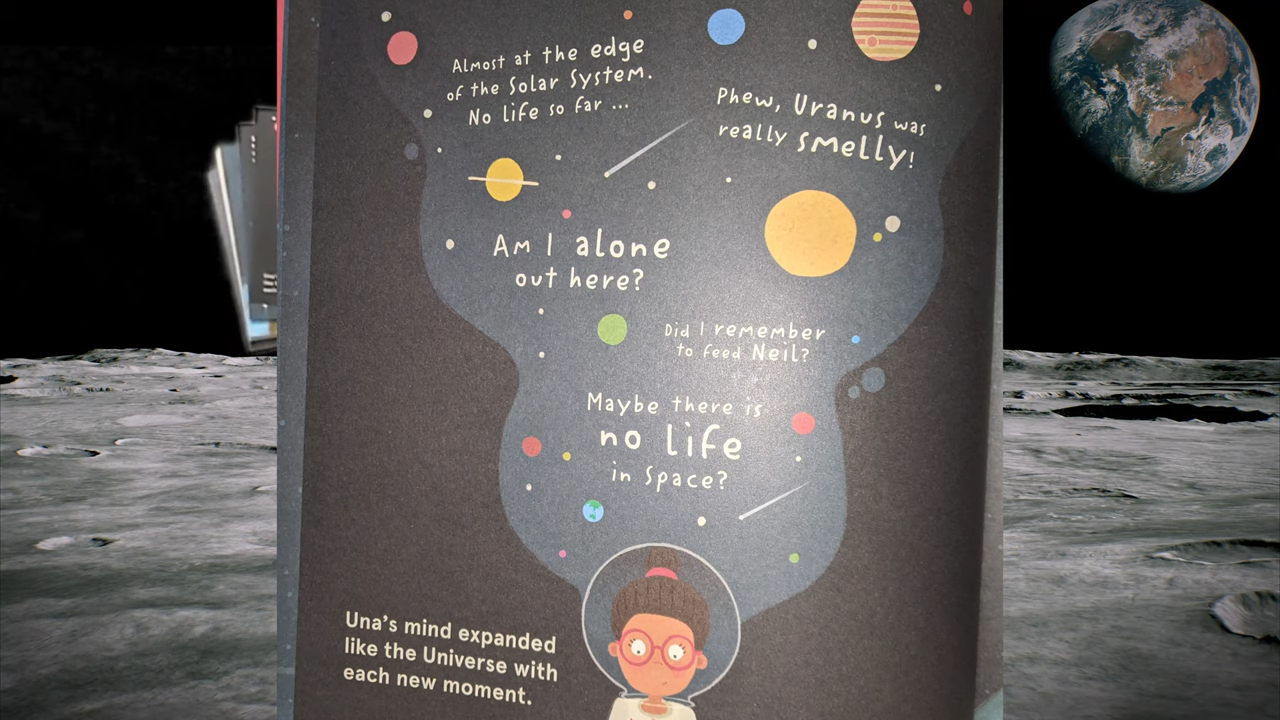 Almost at the edge
of the Solar System.
No life so far ...
Phew, Uranus was
really smelly!
Am I alone
out here?
Did I remember
to feed Neil?
Maybe there is
no life
in Space?
Una's mind expanded
like the Universe with
each new moment.